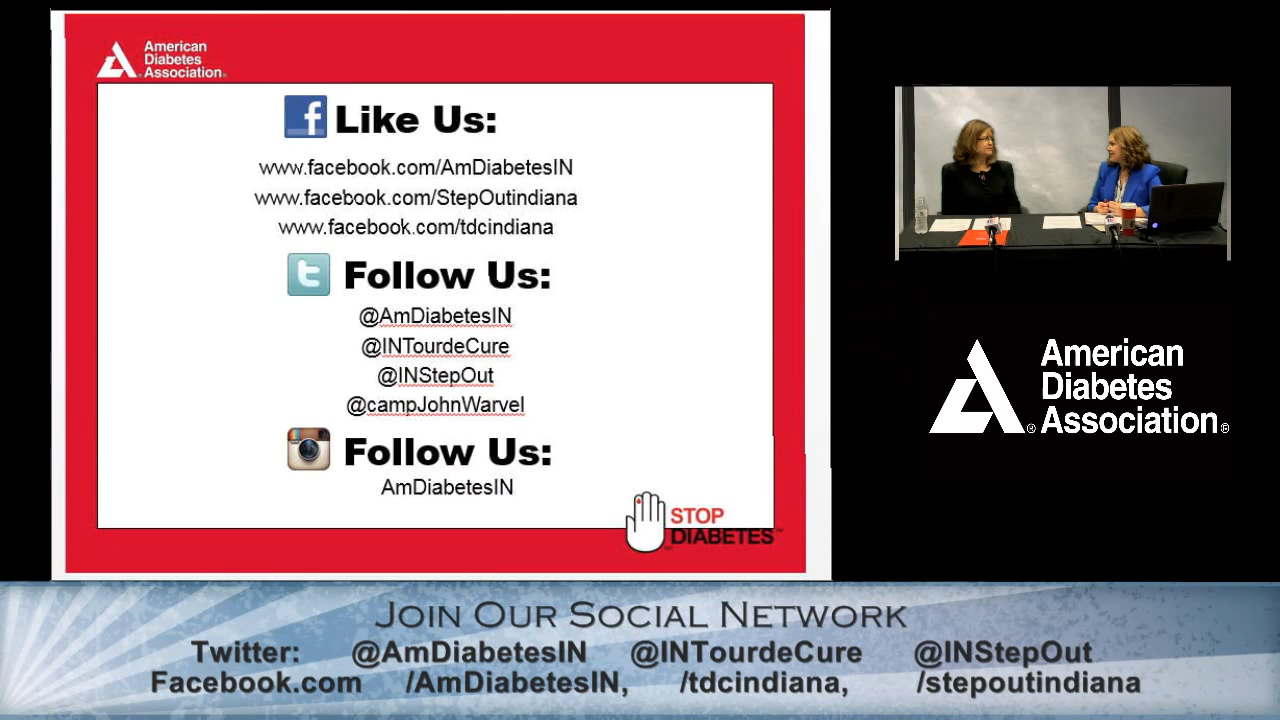 American
Diabetes
Association®
Like Us:
www.facebook.com/AmDiabetesIN
www.facebook.com/StepOutindiana
www.facebook.com/tdcindiana
Follow Us:
@AmDiabetesIN
@INTourdeCure
@INStepOut
@campJohnWarvel
Follow Us:
AmDiabetesIN
STOP
DIABETES
American
Diabetes
Association®
JOIN OUR SOCIAL NETWORK
Twitter: @AmDiabetesIN @INTourdeCure @INStepOut
Facebook.com /AmDiabetesIN, /tdcindiana, /stepoutindiana